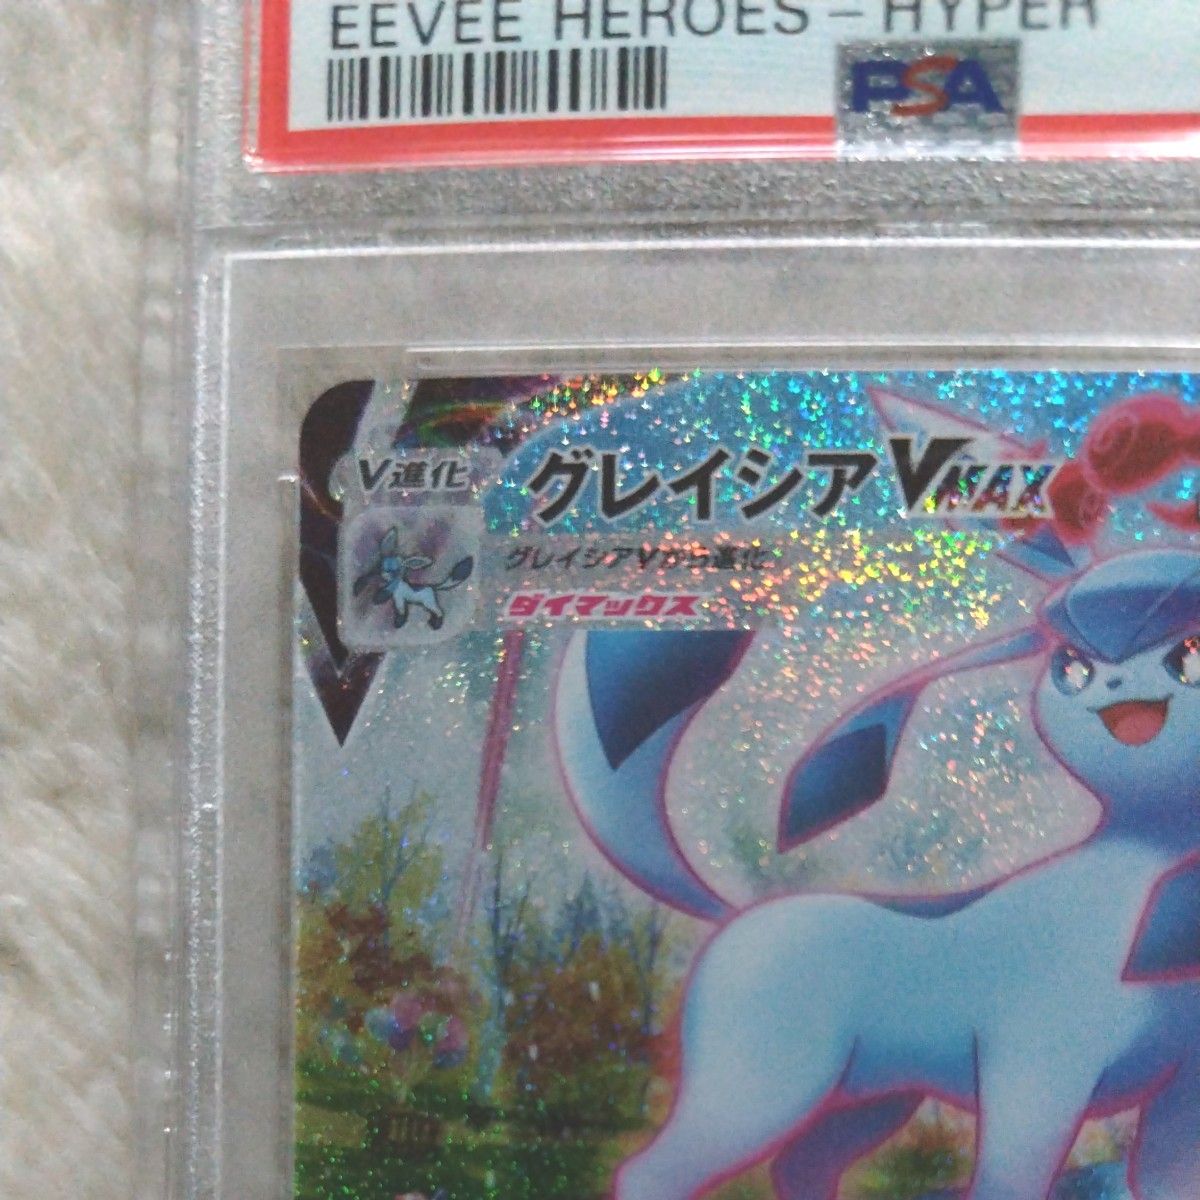 EEVEE HEROES – HYPER
PSA
V進化
グレイシアVMAX
グレイシアVから進化
ダイマックス